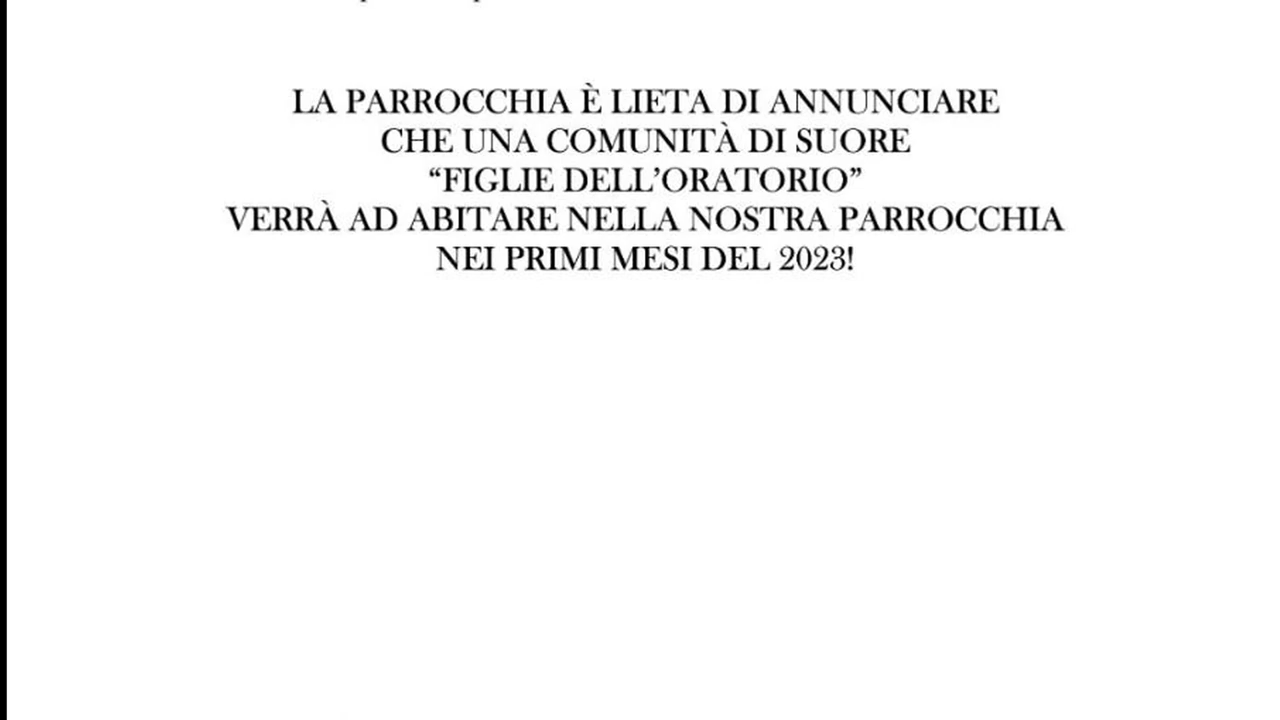 LA PARROCCHIA È LIETA DI ANNUNCIARE
CHE UNA COMUNITÀ DI SUORE
“FIGLIE DELL’ORATORIO”
VERRÀ AD ABITARE NELLA NOSTRA PARROCCHIA
NEI PRIMI MESI DEL 2023!